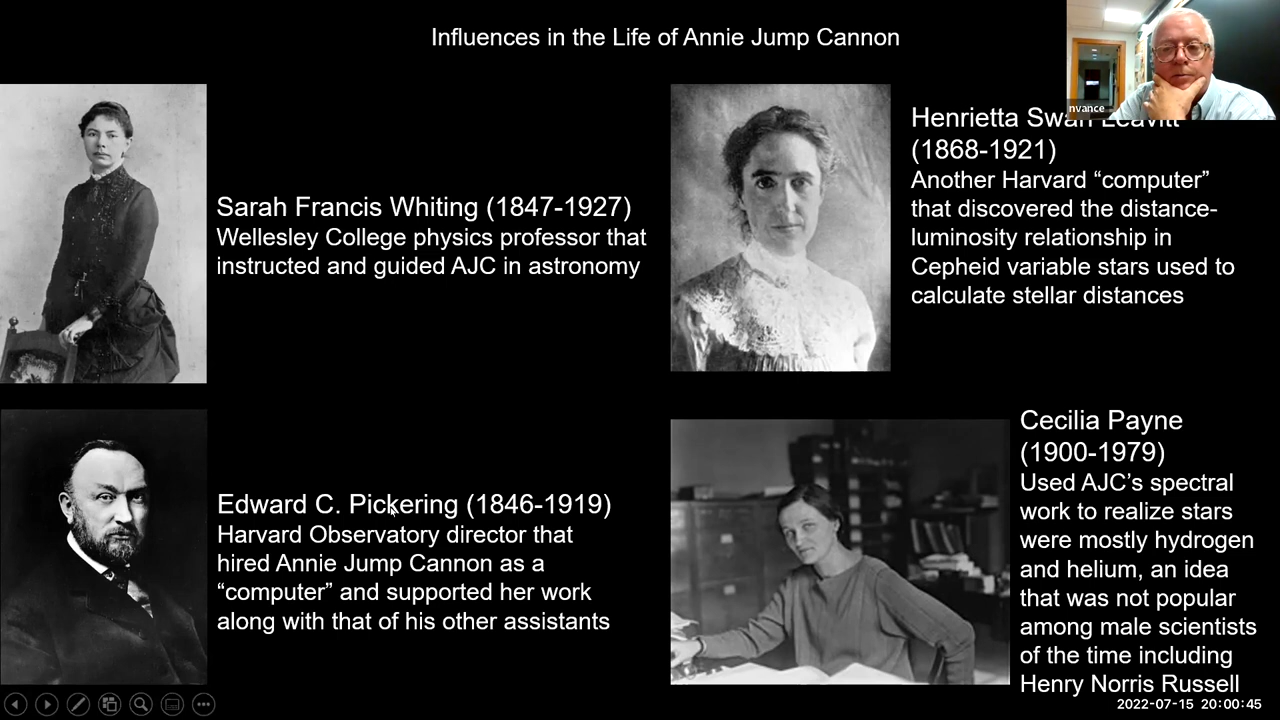 Influences in the Life of Annie Jump Cannon
nvance
Sarah Francis Whiting (1847-1927)
Wellesley College physics professor that
instructed and guided AJC in astronomy
Henrietta Swan Leavitt
(1868-1921)
Another Harvard “computer”
that discovered the distance-
luminosity relationship in
Cepheid variable stars used to
calculate stellar distances
Edward C. Pickering (1846-1919)
Harvard Observatory director that
hired Annie Jump Cannon as a
“computer” and supported her work
along with that of his other assistants
Cecilia Payne
(1900-1979)
Used AJC’s spectral
work to realize stars
were mostly hydrogen
and helium, an idea
that was not popular
among male scientists
of the time including
Henry Norris Russell
2022-07-15 20:00:45